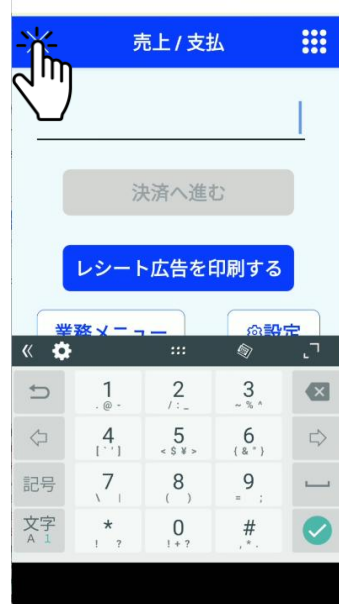 売上 / 支払
決済へ進む
レシート広告を印刷する
業務メニュー
設定
1
. @ -
2
/ : _
3
~ % ^
4
[ ` ' ]
5
< $ ¥ >
6
{ & " }
記号
7
\ |
8
( )
9
= ;
文字
A 1
*
! ?
0
! + ?
#
, * .